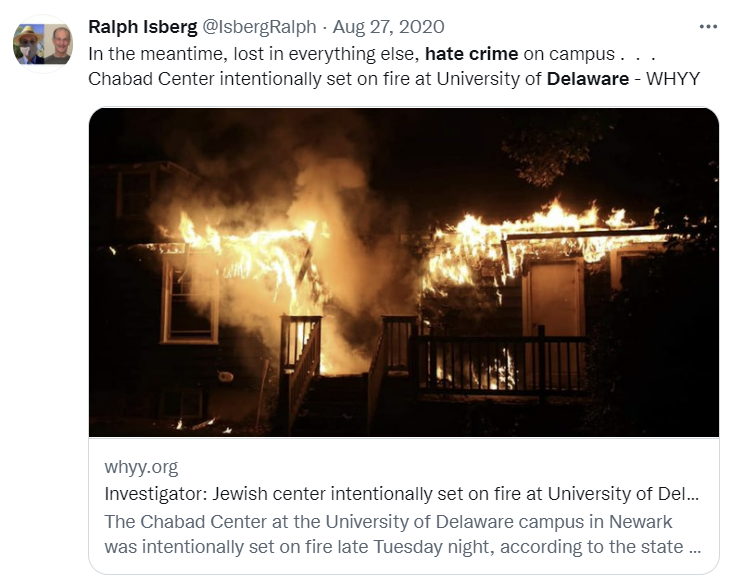 Ralph Isberg @IsbergRalph · Aug 27, 2020
In the meantime, lost in everything else, hate crime on campus . . .
Chabad Center intentionally set on fire at University of Delaware - WHYY
whyy.org
Investigator: Jewish center intentionally set on fire at University of Del...
The Chabad Center at the University of Delaware campus in Newark
was intentionally set on fire late Tuesday night, according to the state ...